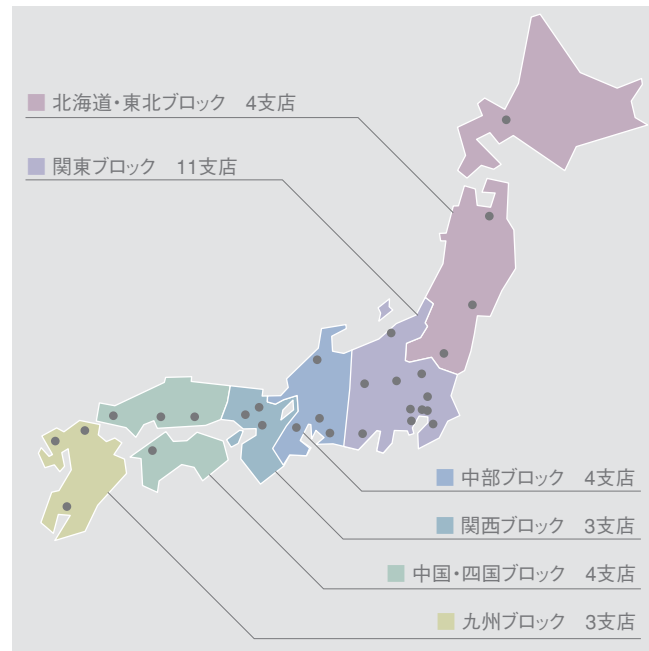 北海道・東北ブロック　4支店
関東ブロック　11支店
中部ブロック　4支店
関西ブロック　3支店
中国・四国ブロック　4支店
九州ブロック　3支店